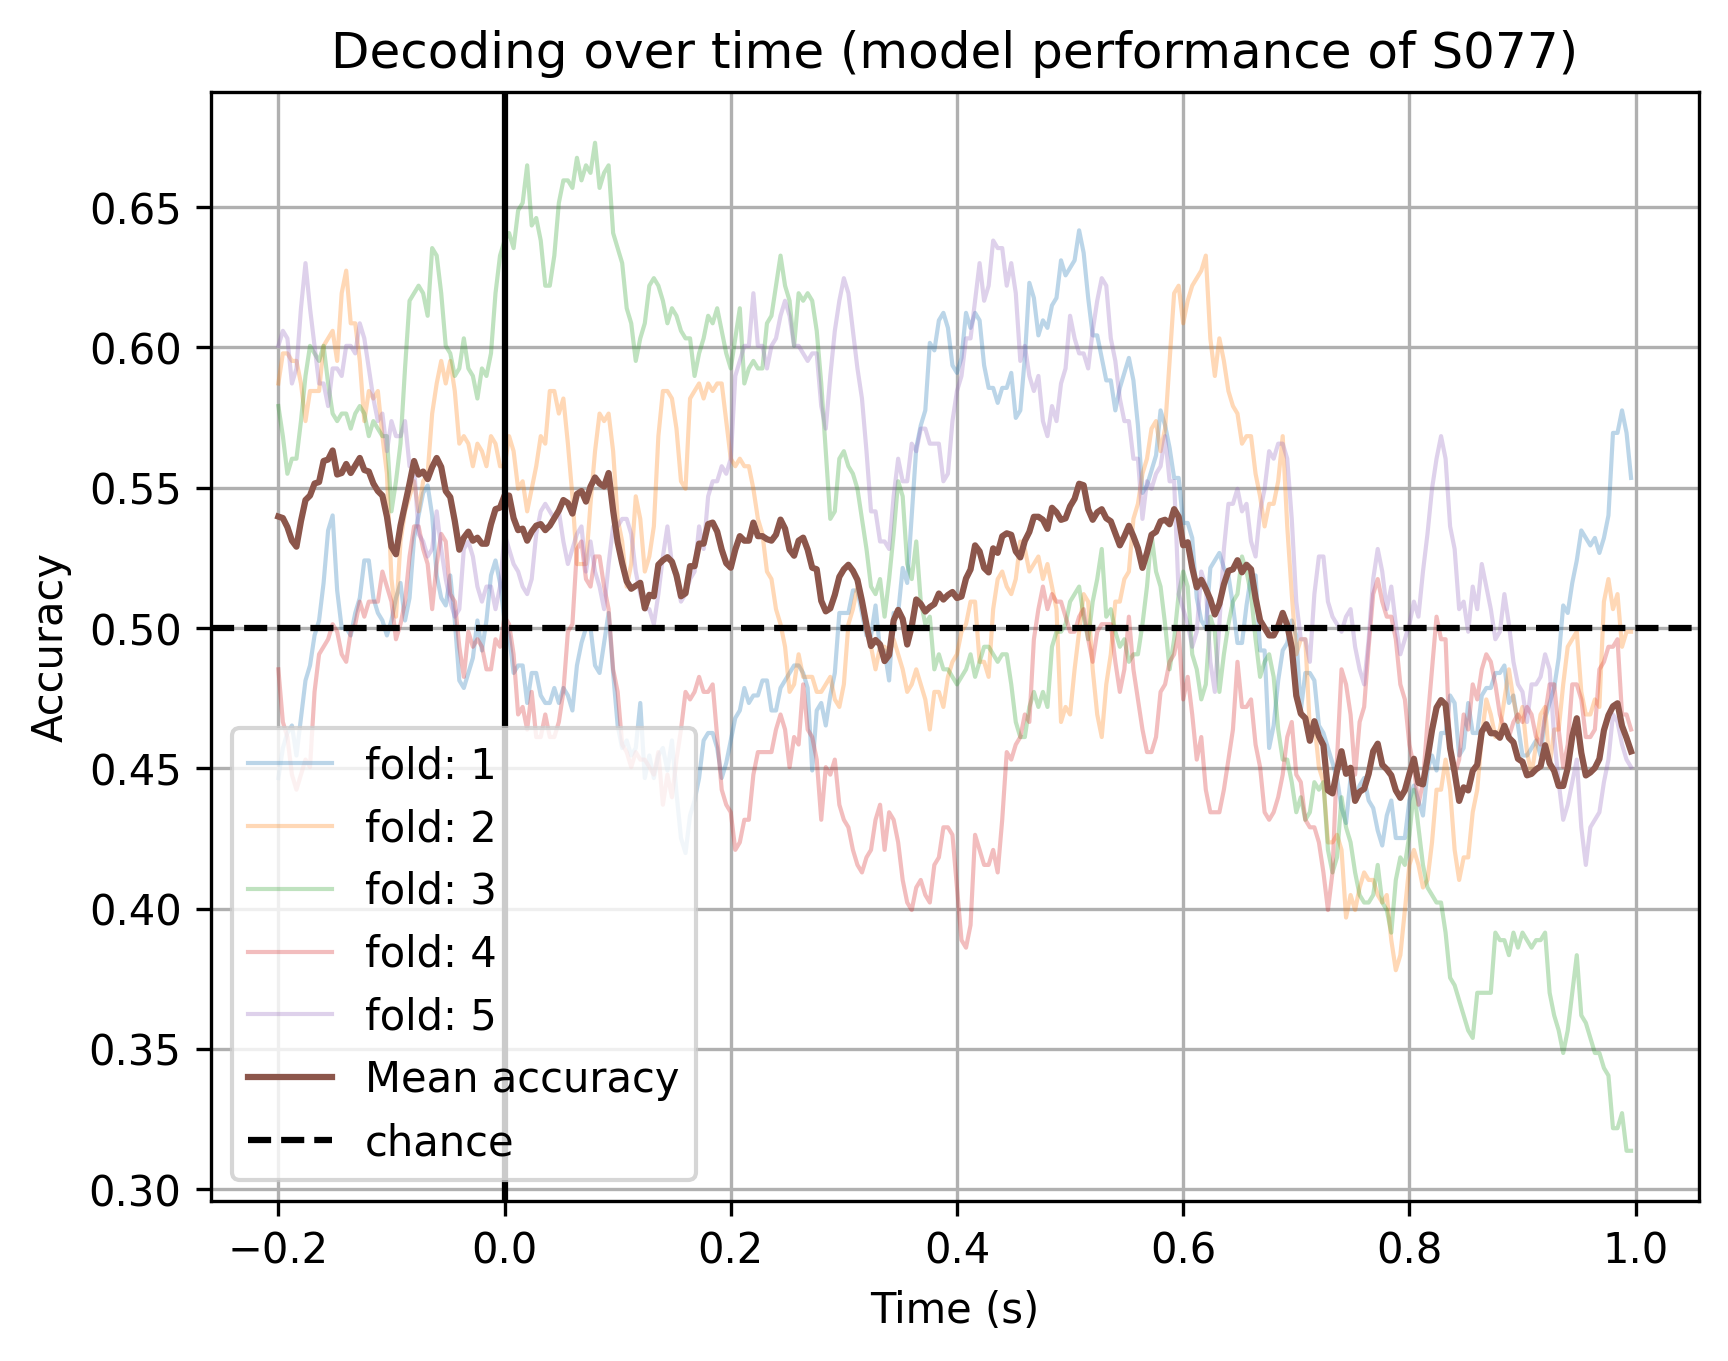 Decoding over time (model performance of S077)
Accuracy
0.65
0.60
0.55
0.50
0.45
0.40
0.35
0.30
fold: 1
fold: 2
fold: 3
fold: 4
fold: 5
Mean accuracy
chance
−0.2 0.0 0.2 0.4 0.6 0.8 1.0
Time (s)